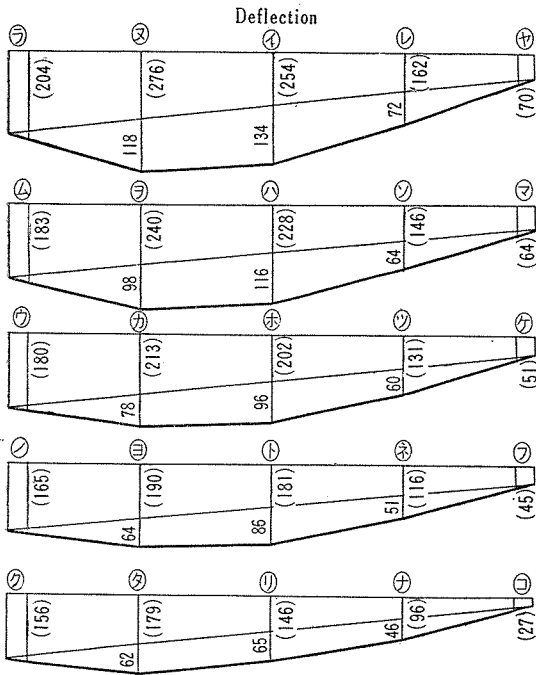 Deflection
ラ ヌ イ レ ヤ
(204) (276) (254) (162) (70)
118 134 72
ム ヲ ハ ソ マ
(183) (240) (228) (146) (64)
98 116 64
ウ カ ホ ツ ケ
(180) (213) (202) (131) (51)
78 96 60
ノ ヨ ト ネ フ
(165) (190) (181) (116) (45)
64 86 51
ク タ リ ナ コ
(156) (179) (146) (96) (27)
62 65 46